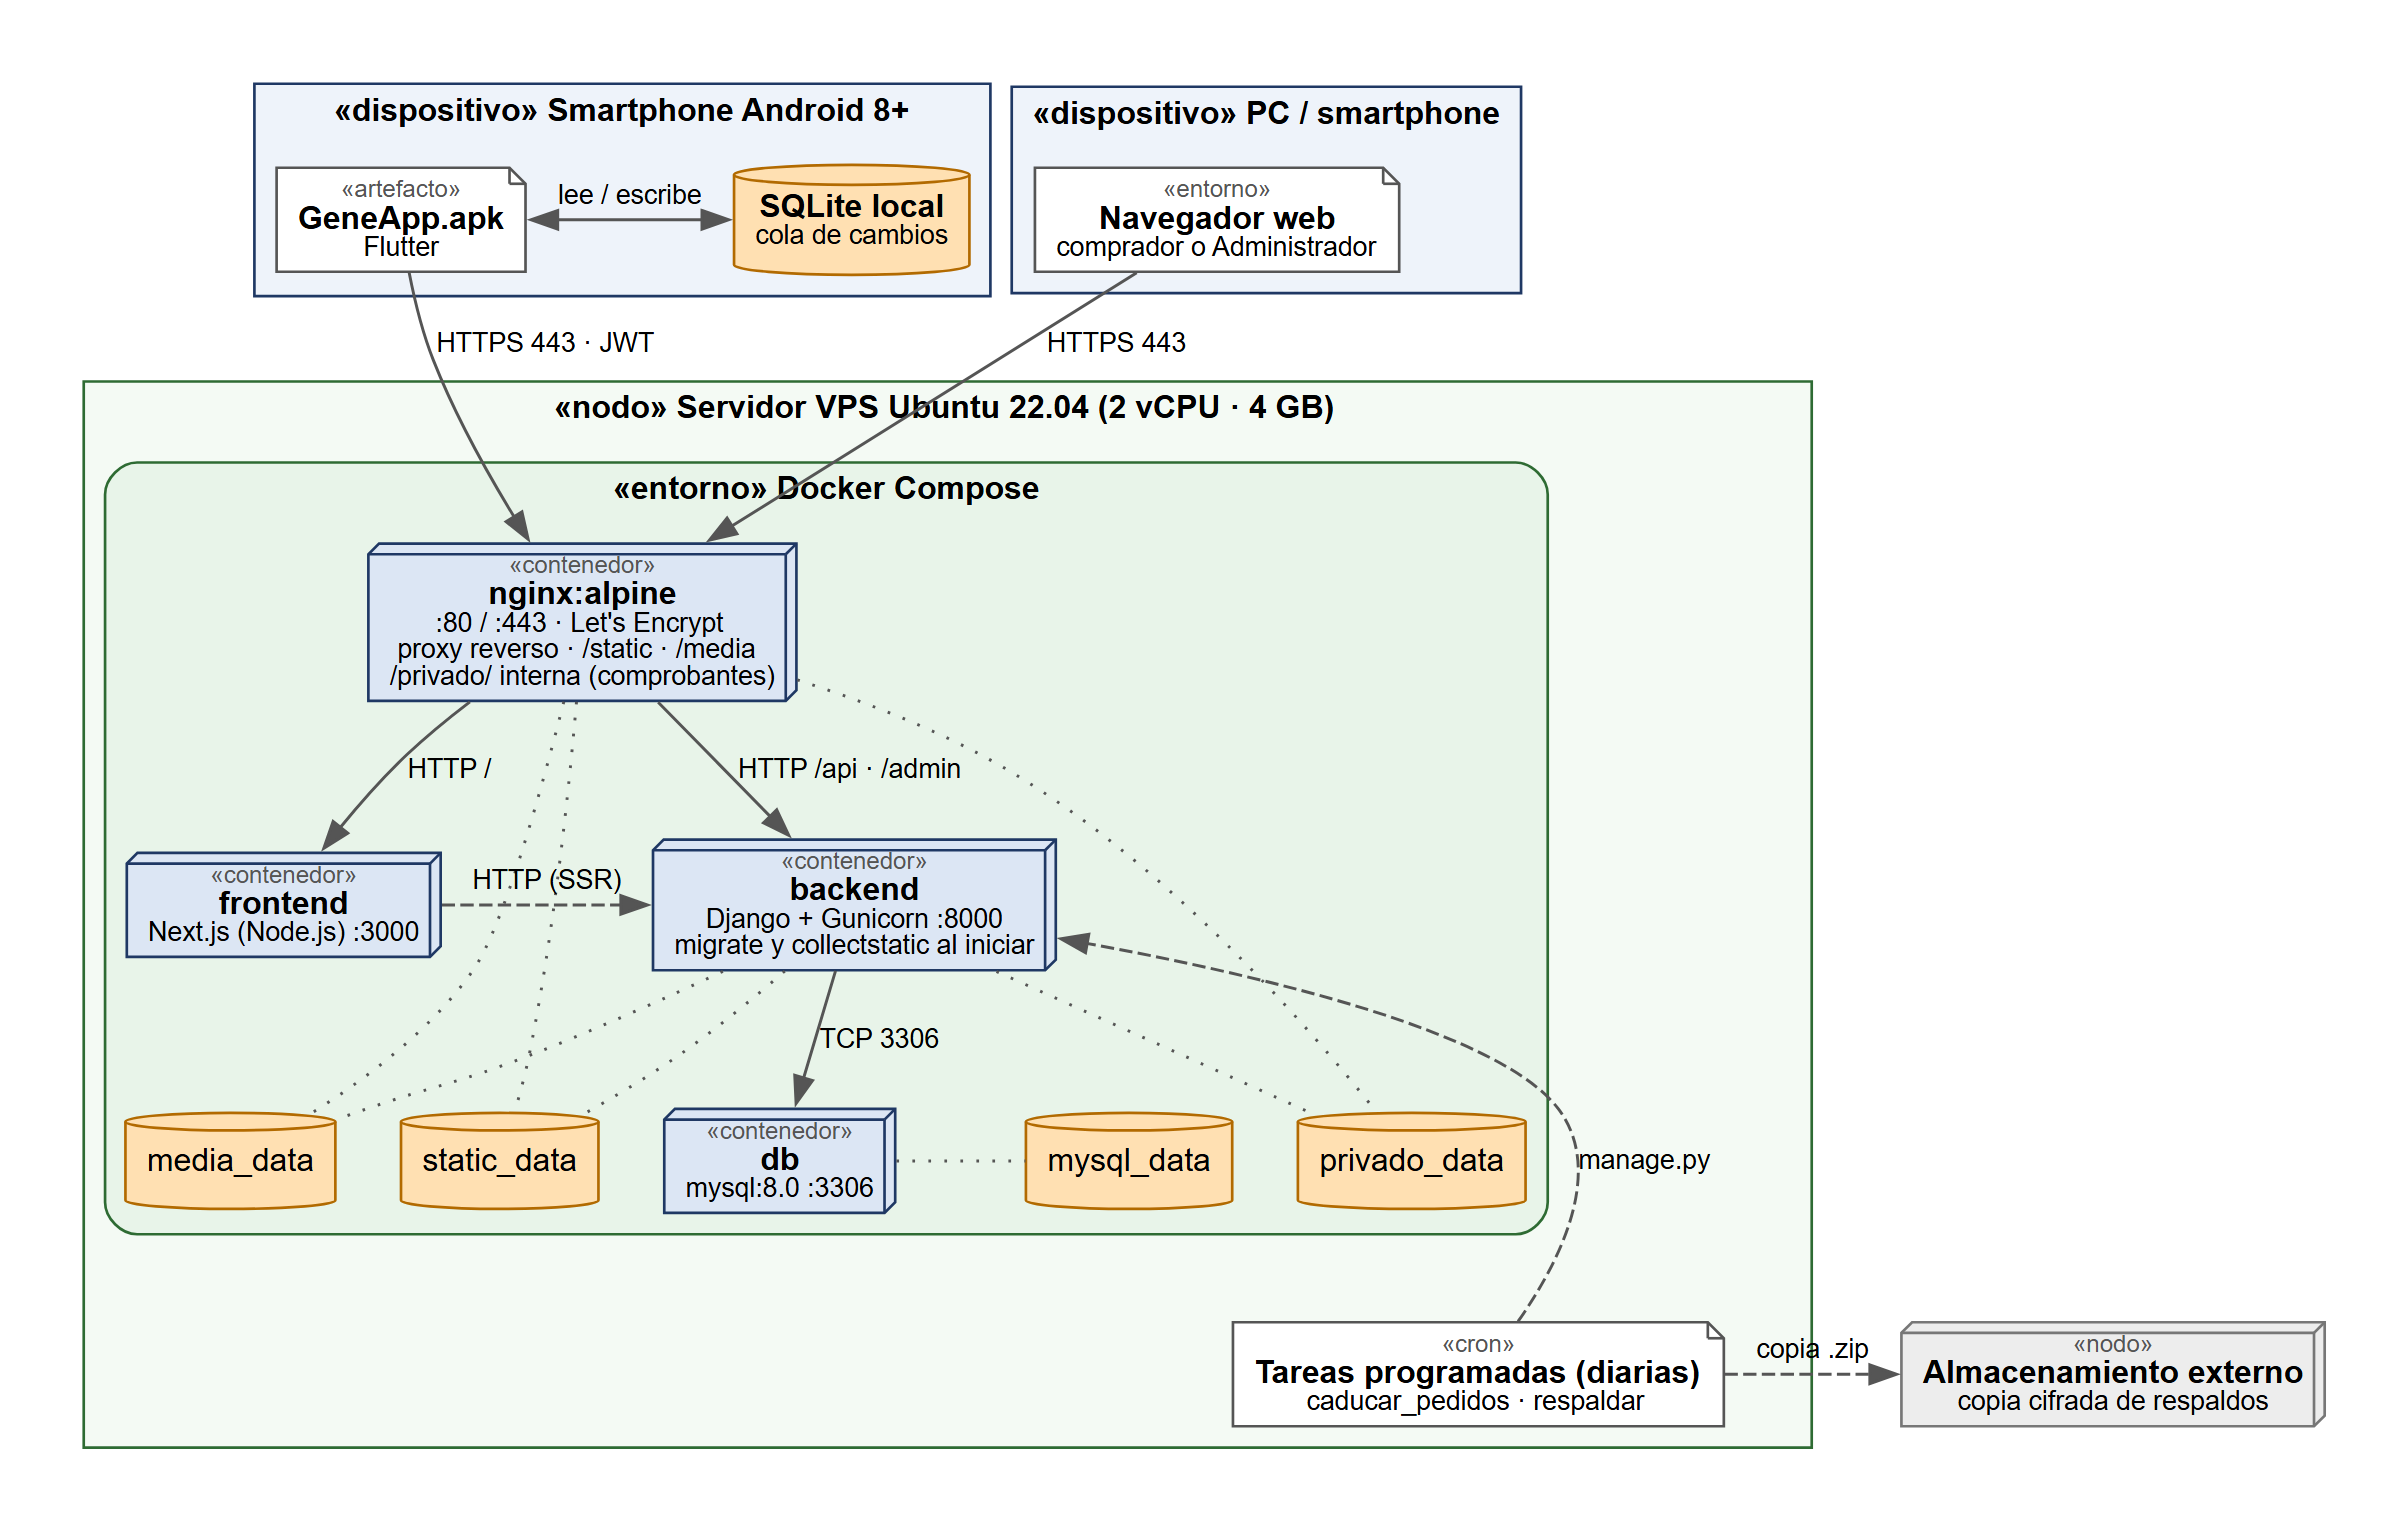 «dispositivo» Smartphone Android 8+
«artefacto»
GeneApp.apk
Flutter
lee / escribe
SQLite local
cola de cambios
«dispositivo» PC / smartphone
«entorno»
Navegador web
comprador o Administrador
HTTPS 443 · JWT
HTTPS 443
«nodo» Servidor VPS Ubuntu 22.04 (2 vCPU · 4 GB)
«entorno» Docker Compose
«contenedor»
nginx:alpine
:80 / :443 · Let's Encrypt
proxy reverso · /static · /media
/privado/ interna (comprobantes)
HTTP /
HTTP /api · /admin
«contenedor»
frontend
Next.js (Node.js) :3000
HTTP (SSR)
«contenedor»
backend
Django + Gunicorn :8000
migrate y collectstatic al iniciar
TCP 3306
media_data
static_data
«contenedor»
db
mysql:8.0 :3306
mysql_data
privado_data
manage.py
«cron»
Tareas programadas (diarias)
caducar_pedidos · respaldar
copia .zip
«nodo»
Almacenamiento externo
copia cifrada de respaldos